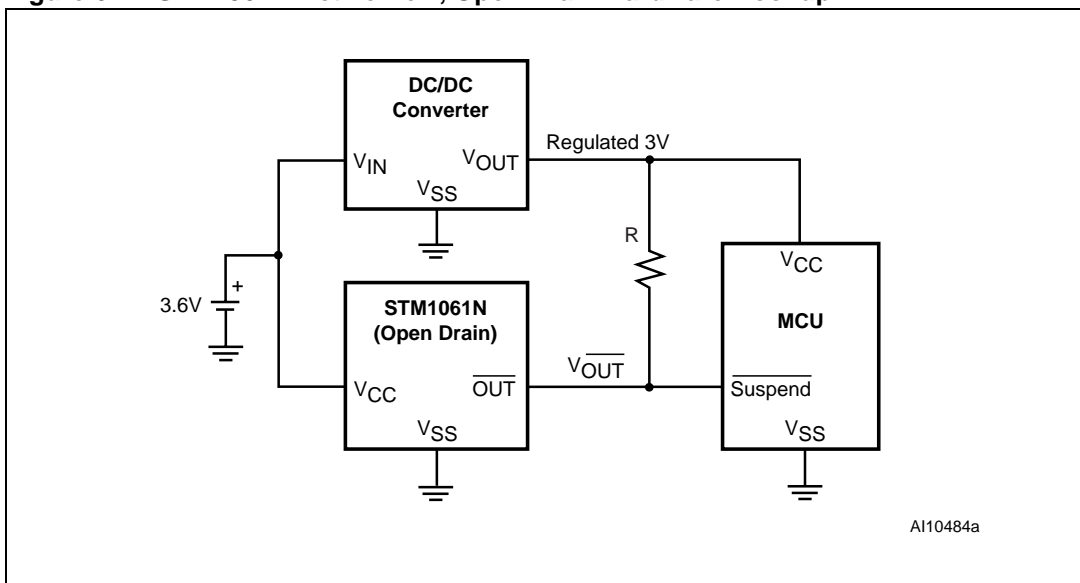 DC/DC
Converter
Regulated 3V
VIN
VOUT
VSS
R
VCC
3.6V
+
STM1061N
(Open Drain)
MCU
VOUT
VCC
OUT
Suspend
VSS
VSS
AI10484a